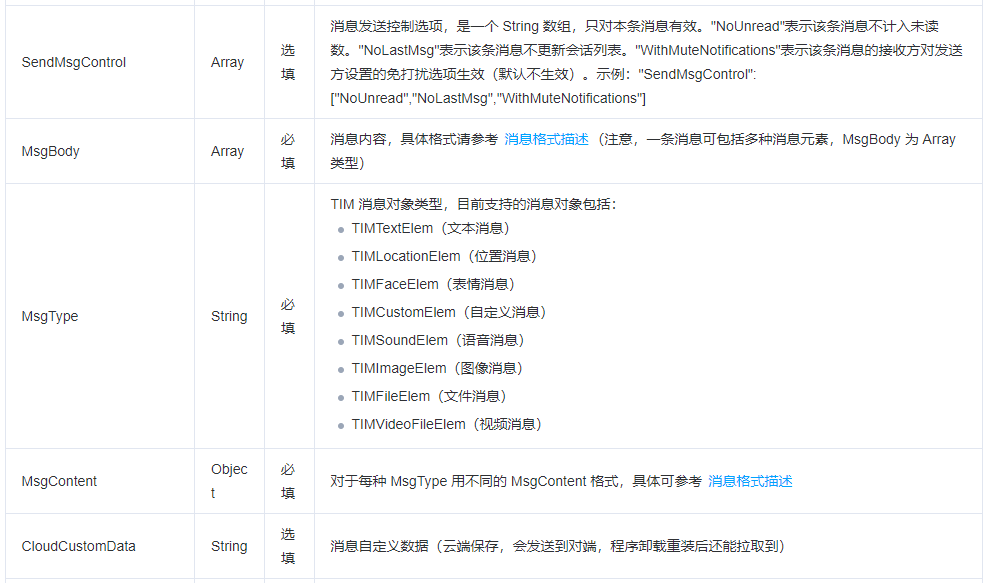 SendMsgControl
Array
选
填
消息发送控制选项，是一个 String 数组，只对本条消息有效。"NoUnread"表示该条消息不计入未读
数。"NoLastMsg"表示该条消息不更新会话列表。"WithMuteNotifications"表示该条消息的接收方对发送
方设置的免打扰选项生效（默认不生效）。示例："SendMsgControl":
["NoUnread","NoLastMsg","WithMuteNotifications"]
MsgBody
Array
必
填
消息内容，具体格式请参考 消息格式描述（注意，一条消息可包括多种消息元素，MsgBody 为 Array
类型）
MsgType
String
必
填
TIM 消息对象类型，目前支持的消息对象包括：
TIMTextElem（文本消息）
TIMLocationElem（位置消息）
TIMFaceElem（表情消息）
TIMCustomElem（自定义消息）
TIMSoundElem（语音消息）
TIMImageElem（图像消息）
TIMFileElem（文件消息）
TIMVideoFileElem（视频消息）
MsgContent
Objec
t
必
填
对于每种 MsgType 用不同的 MsgContent 格式，具体可参考 消息格式描述
CloudCustomData
String
选
填
消息自定义数据（云端保存，会发送到对端，程序卸载重装后还能拉取到）